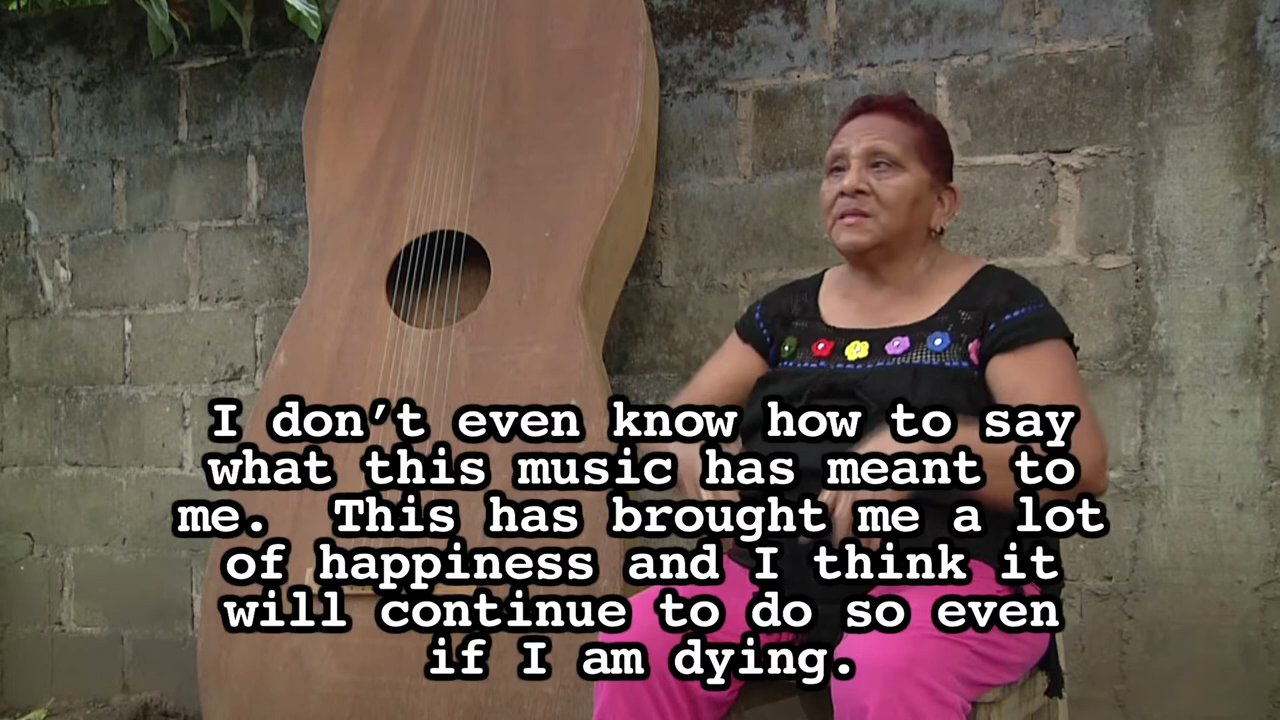 I don’t even know how to say
what this music has meant to
me.  This has brought me a lot
of happiness and I think it
will continue to do so even
if I am dying.